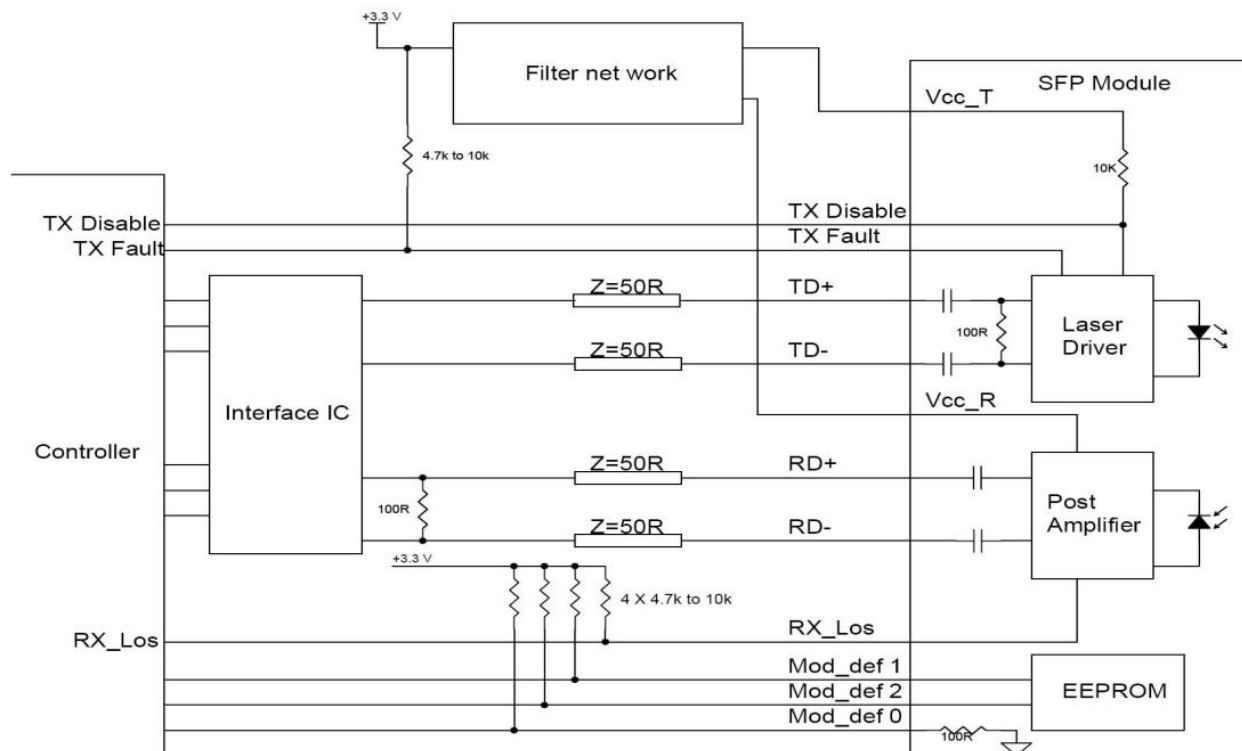 +3.3 V
Filter net work
SFP Module
Vcc_T
4.7k to 10k
10K
TX Disable
TX Disable
TX Fault
TX Fault
Z=50R
TD+
100R
Laser
Driver
Z=50R
TD-
Interface IC
Vcc_R
Controller
Z=50R
RD+
100R
Post
Amplifier
Z=50R
RD-
+3.3 V
4 X 4.7k to 10k
RX_Los
RX_Los
Mod_def 1
Mod_def 2
EEPROM
Mod_def 0
100R